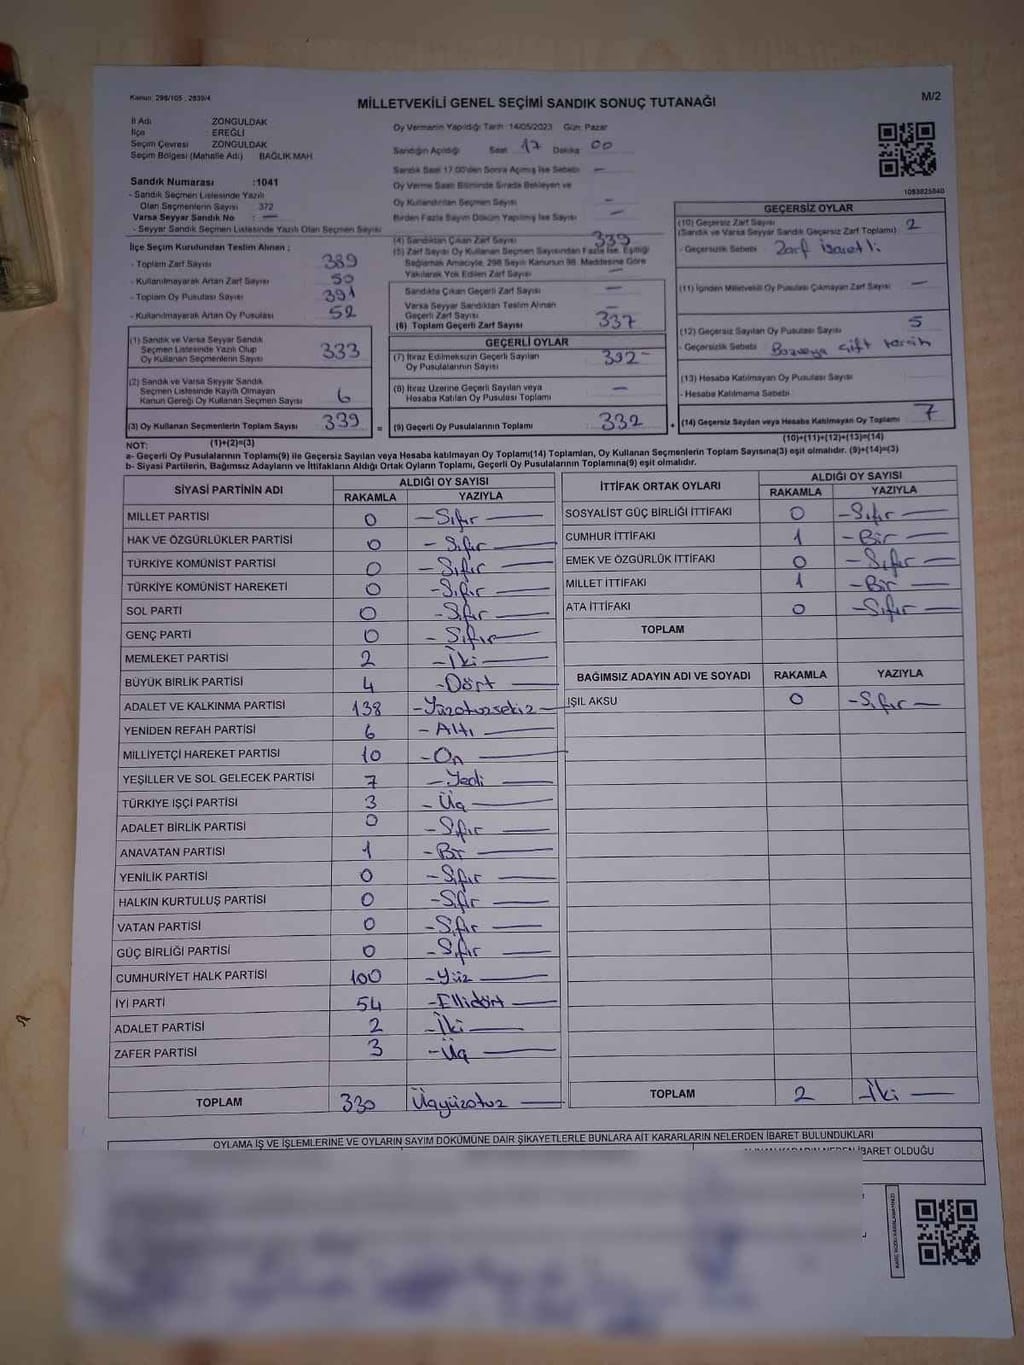 Kanun: 298/105, 2839/4
MİLLETVEKİLİ GENEL SEÇİMİ SANDIK SONUÇ TUTANAĞI
M/2
İl Adı ZONGULDAK
İlçe EREĞLİ
Seçim Çevresi ZONGULDAK
Seçim Bölgesi (Mahalle Adı) BAĞLIK MAH
Oy Vermenin Yapıldığı Tarih: 14/05/2023 Gün: Pazar
Sandığın Açıldığı Saat 17 Dakika 00
Sandık Saat 17.00'den Sonra Açılmış İse Sebebi —
Oy Verme Saati Bitiminde Sırada Bekleyen ve
Oy Kullandırılan Seçmen Sayısı —
Birden Fazla Sayım Döküm Yapılmış İse Sayısı —
Sandık Numarası :1041
- Sandık Seçmen Listesinde Yazılı
Olan Seçmenlerin Sayısı 372
Varsa Seyyar Sandık No : —
- Seyyar Sandık Seçmen Listesinde Yazılı Olan Seçmen Sayısı
İlçe Seçim Kurulundan Teslim Alınan ;
- Toplam Zarf Sayısı 389
- Kullanılmayarak Artan Zarf Sayısı 50
- Toplam Oy Pusulası Sayısı 391
- Kullanılmayarak Artan Oy Pusulası 52
(1) Sandık ve Varsa Seyyar Sandık
Seçmen Listesinde Yazılı Olup
Oy Kullanan Seçmenlerin Sayısı 333
(2) Sandık ve Varsa Seyyar Sandık
Seçmen Listesinde Kayıtlı Olmayan
Kanun Gereği Oy Kullanan Seçmen Sayısı 6
(3) Oy Kullanan Seçmenlerin Toplam Sayısı 339
(1)+(2)=(3)
(4) Sandıktan Çıkan Zarf Sayısı 339
(5) Zarf Sayısı Oy Kullanan Seçmen Sayısından Fazla İse, Eşitliği
Sağlamak Amacıyla, 298 Sayılı Kanunun 98. Maddesine Göre
Yakılarak Yok Edilen Zarf Sayısı —
Sandıkta Çıkan Geçerli Zarf Sayısı —
Varsa Seyyar Sandıktan Teslim Alınan
Geçerli Zarf Sayısı —
(6) Toplam Geçerli Zarf Sayısı 337
GEÇERLİ OYLAR
(7) İtiraz Edilmeksizin Geçerli Sayılan
Oy Pusulalarının Sayısı 332-
(8) İtiraz Üzerine Geçerli Sayılan veya
Hesaba Katılan Oy Pusulası Toplamı —
= (9) Geçerli Oy Pusulalarının Toplamı 332
1093825040
GEÇERSİZ OYLAR
(10) Geçersiz Zarf Sayısı 2
(Sandık ve Varsa Seyyar Sandık Geçersiz Zarf Toplamı)
- Geçersizlik Sebebi Zarf İşaretli
(11) İçinden Milletvekili Oy Pusulası Çıkmayan Zarf Sayısı —
(12) Geçersiz Sayılan Oy Pusulası Sayısı 5
- Geçersizlik Sebebi çift tercih
(13) Hesaba Katılmayan Oy Pusulası Sayısı —
- Hesaba Katılmama Sebebi
+ (14) Geçersiz Sayılan veya Hesaba Katılmayan Oy Toplamı 7
(10)+(11)+(12)+(13)=(14)
NOT:
a- Geçerli Oy Pusulalarının Toplamı(9) ile Geçersiz Sayılan veya Hesaba Katılmayan Oy Toplamı(14) Toplamları, Oy Kullanan Seçmenlerin Toplam Sayısına(3) eşit olmalıdır. (9)+(14)=(3)
b- Siyasi Partilerin, Bağımsız Adayların ve İttifakların Aldığı Ortak Oyların Toplamı, Geçerli Oy Pusulalarının Toplamına(9) eşit olmalıdır.
SİYASİ PARTİNİN ADI ALDIĞI OY SAYISI
RAKAMLA YAZIYLA
MİLLET PARTİSİ 0 -Sıfır
HAK VE ÖZGÜRLÜKLER PARTİSİ 0 -Sıfır
TÜRKİYE KOMÜNİST PARTİSİ 0 -Sıfır
TÜRKİYE KOMÜNİST HAREKETİ 0 -Sıfır
SOL PARTİ 0 -Sıfır
GENÇ PARTİ 0 -Sıfır
MEMLEKET PARTİSİ 2 -İki
BÜYÜK BİRLİK PARTİSİ 4 -Dört
ADALET VE KALKINMA PARTİSİ 138 -Yüzotuzsekiz
YENİDEN REFAH PARTİSİ 6 -Altı
MİLLİYETÇİ HAREKET PARTİSİ 10 -On
YEŞİLLER VE SOL GELECEK PARTİSİ 7 -Yedi
TÜRKİYE İŞÇİ PARTİSİ 3 -Üç
ADALET BİRLİK PARTİSİ 0 -Sıfır
ANAVATAN PARTİSİ 1 -Bir
YENİLİK PARTİSİ 0 -Sıfır
HALKIN KURTULUŞ PARTİSİ 0 -Sıfır
VATAN PARTİSİ 0 -Sıfır
GÜÇ BİRLİĞİ PARTİSİ 0 -Sıfır
CUMHURİYET HALK PARTİSİ 100 -Yüz
İYİ PARTİ 54 -Ellidört
ADALET PARTİSİ 2 -İki
ZAFER PARTİSİ 3 -Üç
TOPLAM 330 Üçyüzotuz
İTTİFAK ORTAK OYLARI ALDIĞI OY SAYISI
RAKAMLA YAZIYLA
SOSYALİST GÜÇ BİRLİĞİ İTTİFAKI 0 -Sıfır
CUMHUR İTTİFAKI 1 -Bir
EMEK VE ÖZGÜRLÜK İTTİFAKI 0 -Sıfır
MİLLET İTTİFAKI 1 -Bir
ATA İTTİFAKI 0 -Sıfır
TOPLAM
BAĞIMSIZ ADAYIN ADI VE SOYADI RAKAMLA YAZIYLA
IŞIL AKSU 0 -Sıfır
TOPLAM 2 -İki
OYLAMA İŞ VE İŞLEMLERİNE VE OYLARIN SAYIM DÖKÜMÜNE DAİR ŞİKAYETLERLE BUNLARA AİT KARARLARIN NELERDEN İBARET BULUNDUKLARI
ALINAN KARARIN NEDEN İBARET OLDUĞU